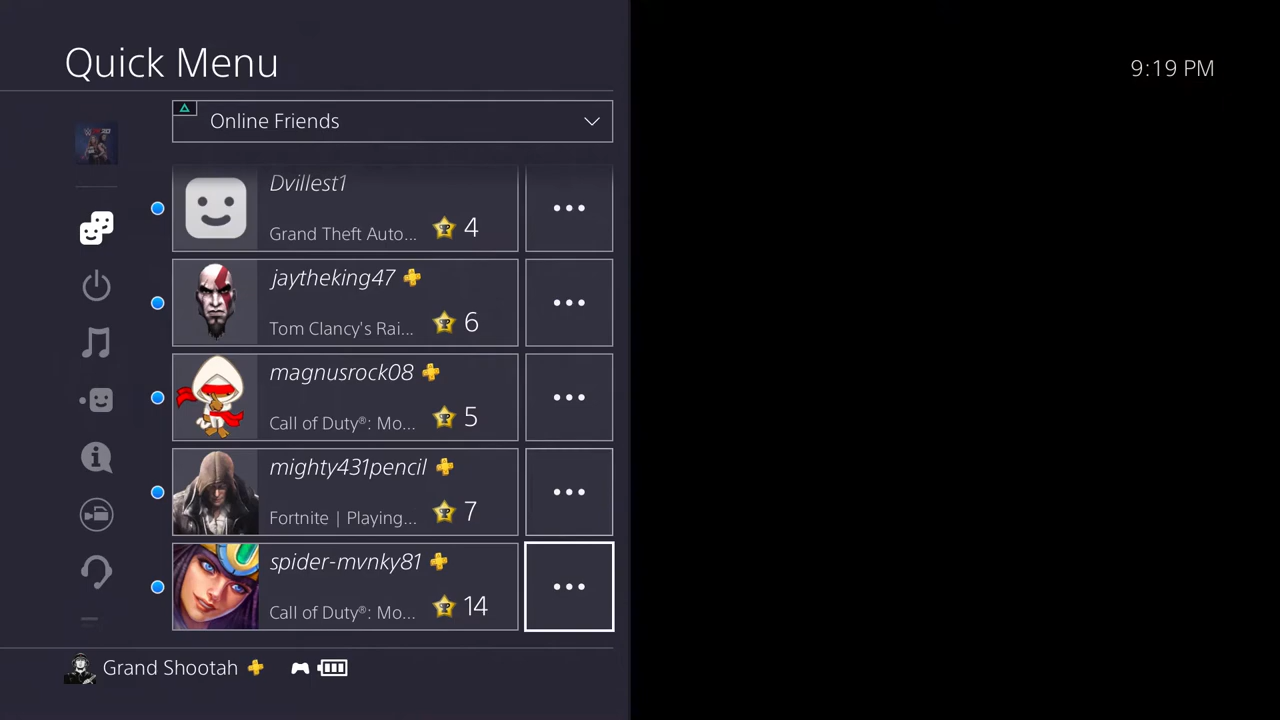 Quick Menu
9:19 PM
Online Friends
Dvillest1
Grand Theft Auto... 4
jaytheking47
Tom Clancy's Rai... 6
magnusrock08
Call of Duty®: Mo... 5
mighty431pencil
Fortnite | Playing... 7
spider-mvnky81
Call of Duty®: Mo... 14
Grand Shootah